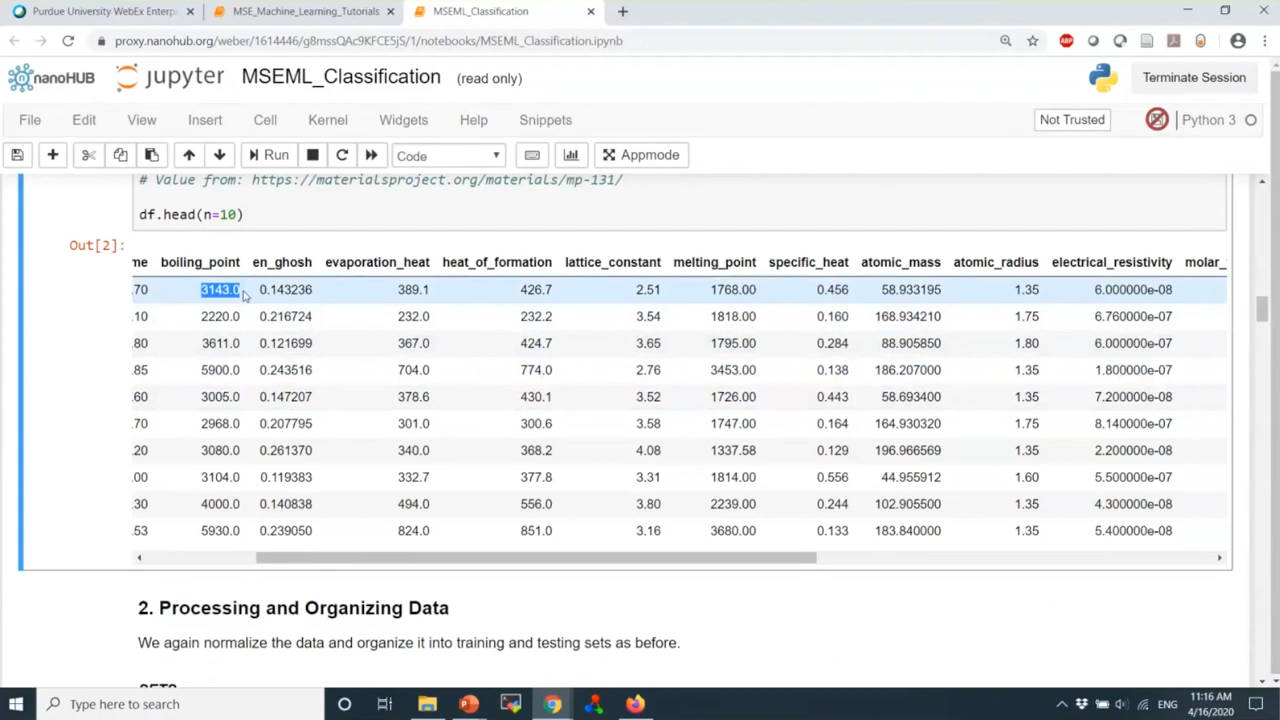 Purdue University WebEx Enterp
MSE_Machine_Learning_Tutorials
MSEML_Classification
proxy.nanohub.org/weber/1614446/g8mssQAc9KFCE5jS/1/notebooks/MSEML_Classification.ipynb
ABP
nanoHUB
jupyter
MSEML_Classification
(read only)
Terminate Session
File Edit View Insert Cell Kernel Widgets Help Snippets
Not Trusted
Python 3
Run
Code
Appmode
# Value from: https://materialsproject.org/materials/mp-131/
df.head(n=10)
Out[2]:
me boiling_point en_ghosh evaporation_heat heat_of_formation lattice_constant melting_point specific_heat atomic_mass atomic_radius electrical_resistivity molar_
.70 3143.0 0.143236 389.1 426.7 2.51 1768.00 0.456 58.933195 1.35 6.000000e-08
.10 2220.0 0.216724 232.0 232.2 3.54 1818.00 0.160 168.934210 1.75 6.760000e-07
.80 3611.0 0.121699 367.0 424.7 3.65 1795.00 0.284 88.905850 1.80 6.000000e-07
.85 5900.0 0.243516 704.0 774.0 2.76 3453.00 0.138 186.207000 1.35 1.800000e-07
.60 3005.0 0.147207 378.6 430.1 3.52 1726.00 0.443 58.693400 1.35 7.200000e-08
.70 2968.0 0.207795 301.0 300.6 3.58 1747.00 0.164 164.930320 1.75 8.140000e-07
.20 3080.0 0.261370 340.0 368.2 4.08 1337.58 0.129 196.966569 1.35 2.200000e-08
.00 3104.0 0.119383 332.7 377.8 3.31 1814.00 0.556 44.955912 1.60 5.500000e-07
.30 4000.0 0.140838 494.0 556.0 3.80 2239.00 0.244 102.905500 1.35 4.300000e-08
.53 5930.0 0.239050 824.0 851.0 3.16 3680.00 0.133 183.840000 1.35 5.400000e-08
2. Processing and Organizing Data
We again normalize the data and organize it into training and testing sets as before.
SETS
Type here to search
ENG
11:16 AM
4/16/2020